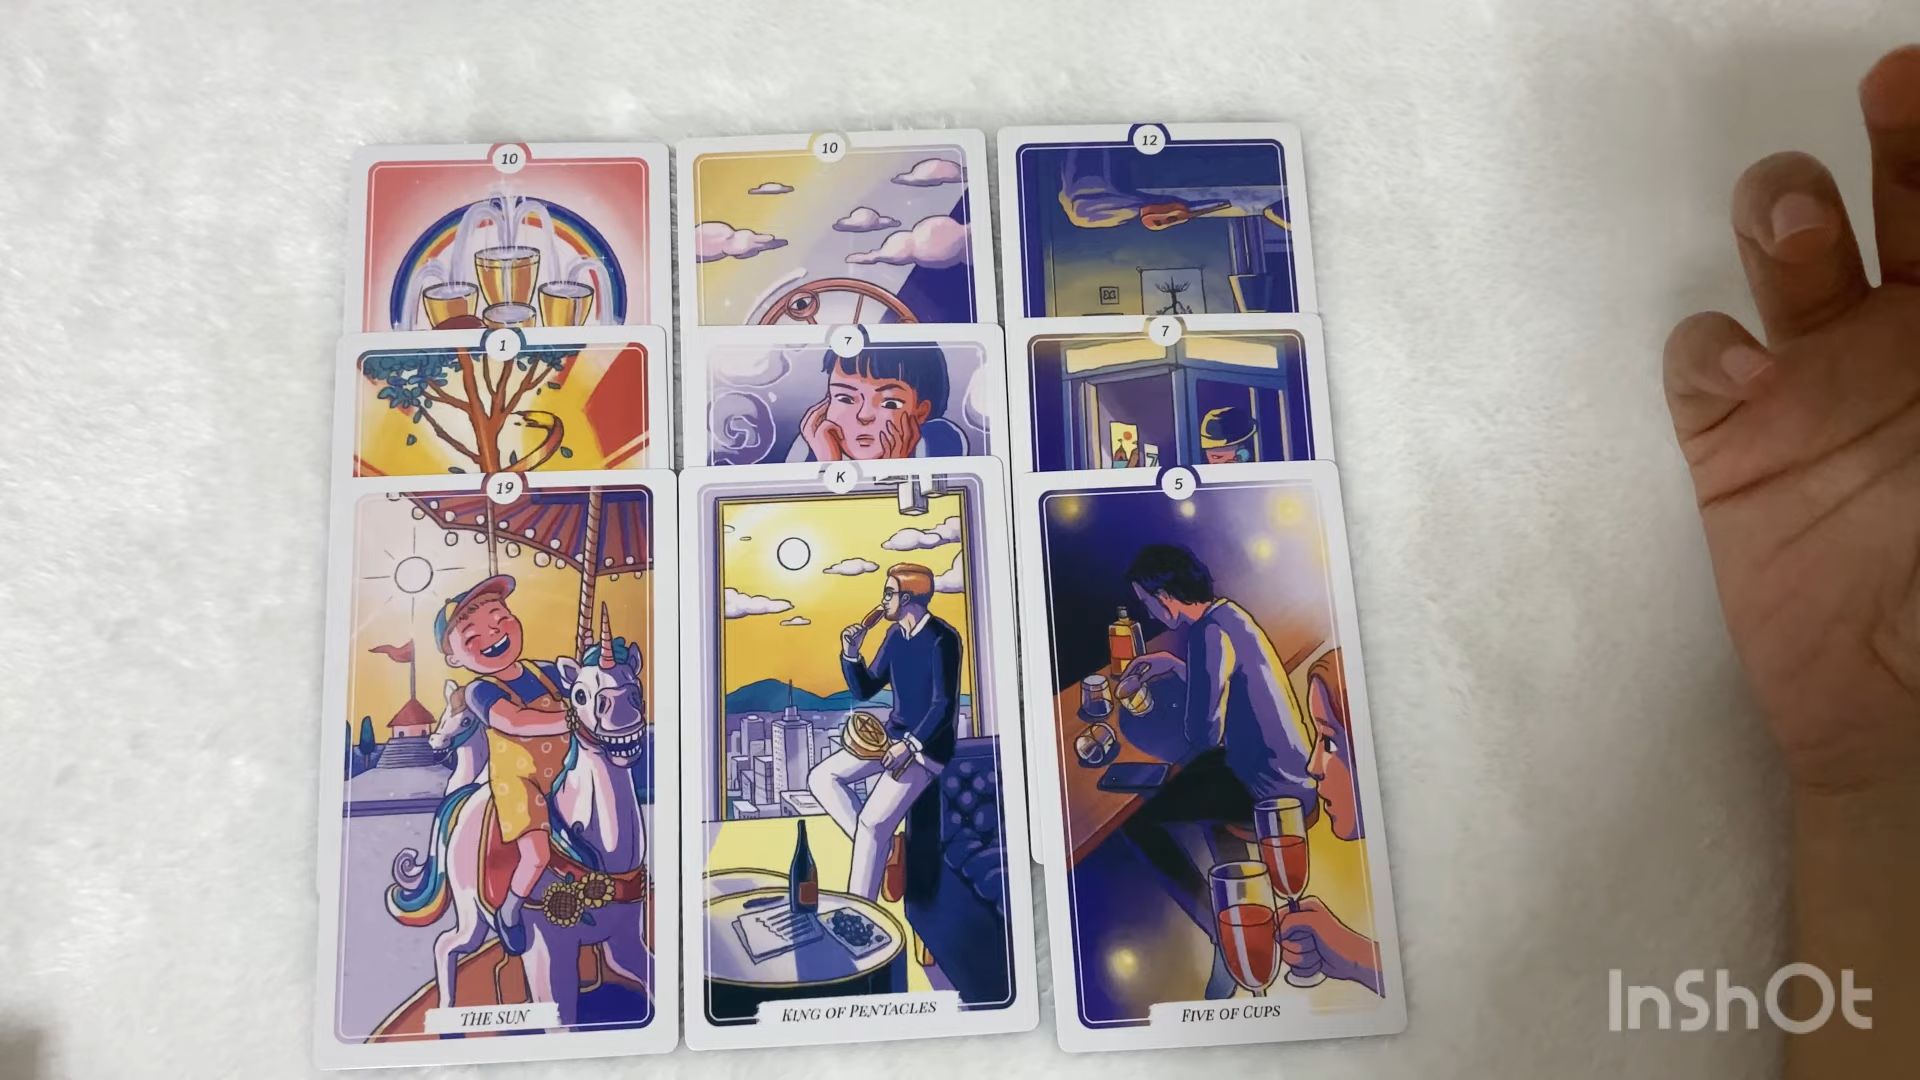 10
10
12
1
7
7
19
K
5
THE SUN
KING OF PENTACLES
FIVE OF CUPS
InShOt